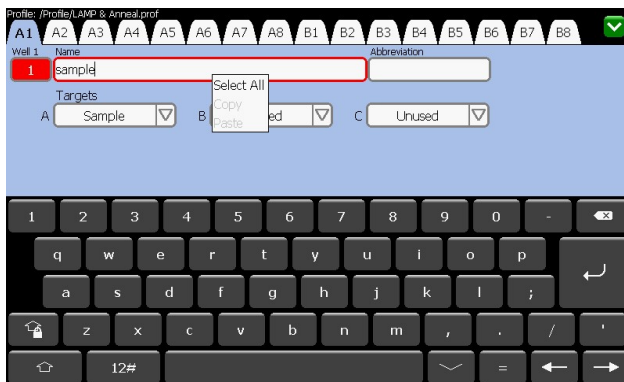 Profile: /Profile/LAMP & Anneal.prof
A1 A2 A3 A4 A5 A6 A7 A8 B1 B2 B3 B4 B5 B6 B7 B8
Well 1 Name Abbreviation
1 sample
Select All
Copy
Paste
Targets
A Sample B ed C Unused
1 2 3 4 5 6 7 8 9 0 -
q w e r t y u i o p
a s d f g h j k l ;
z x c v b n m , . / '
12# =